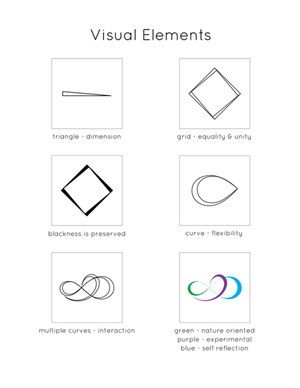 Visual Elements
triangle - dimension
grid - equality & unity
blackness is preserved
curve - flexibility
multiple curves - interaction
green - nature oriented
purple - experimental
blue - self reflection